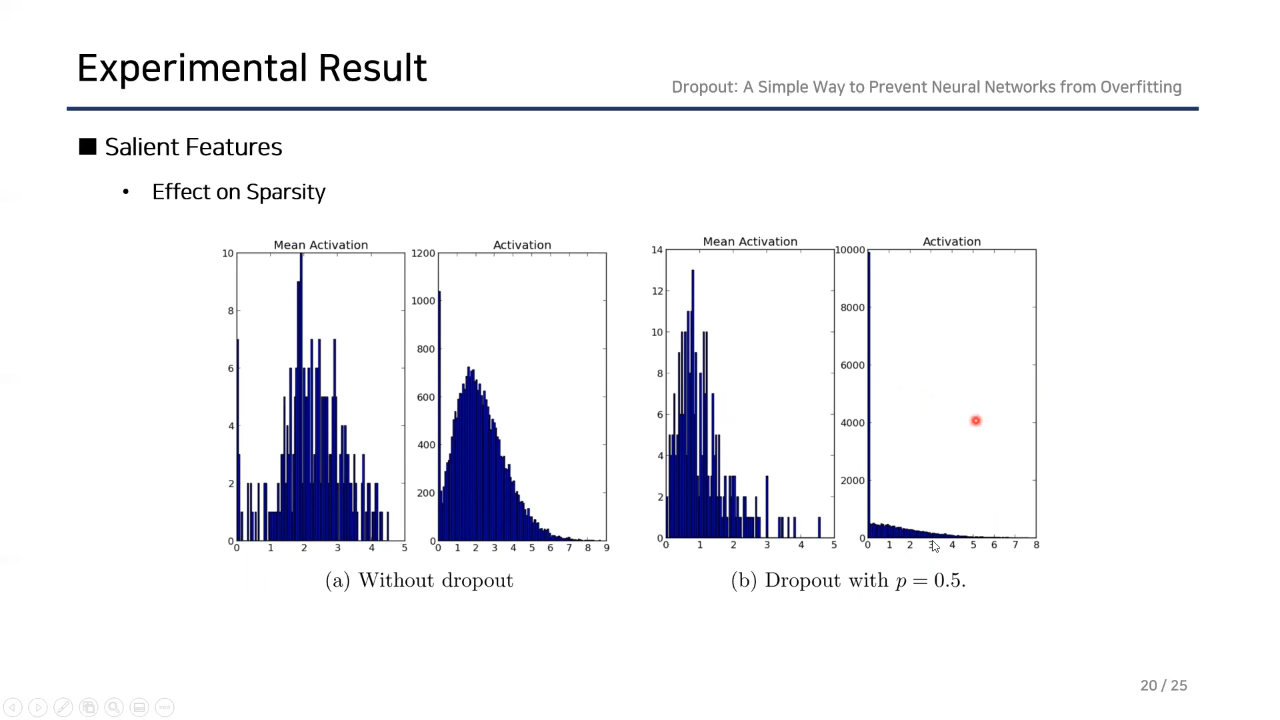 Experimental Result
Dropout: A Simple Way to Prevent Neural Networks from Overfitting
■ Salient Features
• Effect on Sparsity
Mean Activation
10
8
6
4
2
0
0 1 2 3 4 5
Activation
1200
1000
800
600
400
200
0
0 1 2 3 4 5 6 7 8 9
(a) Without dropout
Mean Activation
14
12
10
8
6
4
2
0
0 1 2 3 4 5
Activation
10000
8000
6000
4000
2000
0
0 1 2 3 4 5 6 7 8
(b) Dropout with p = 0.5.
20 / 25